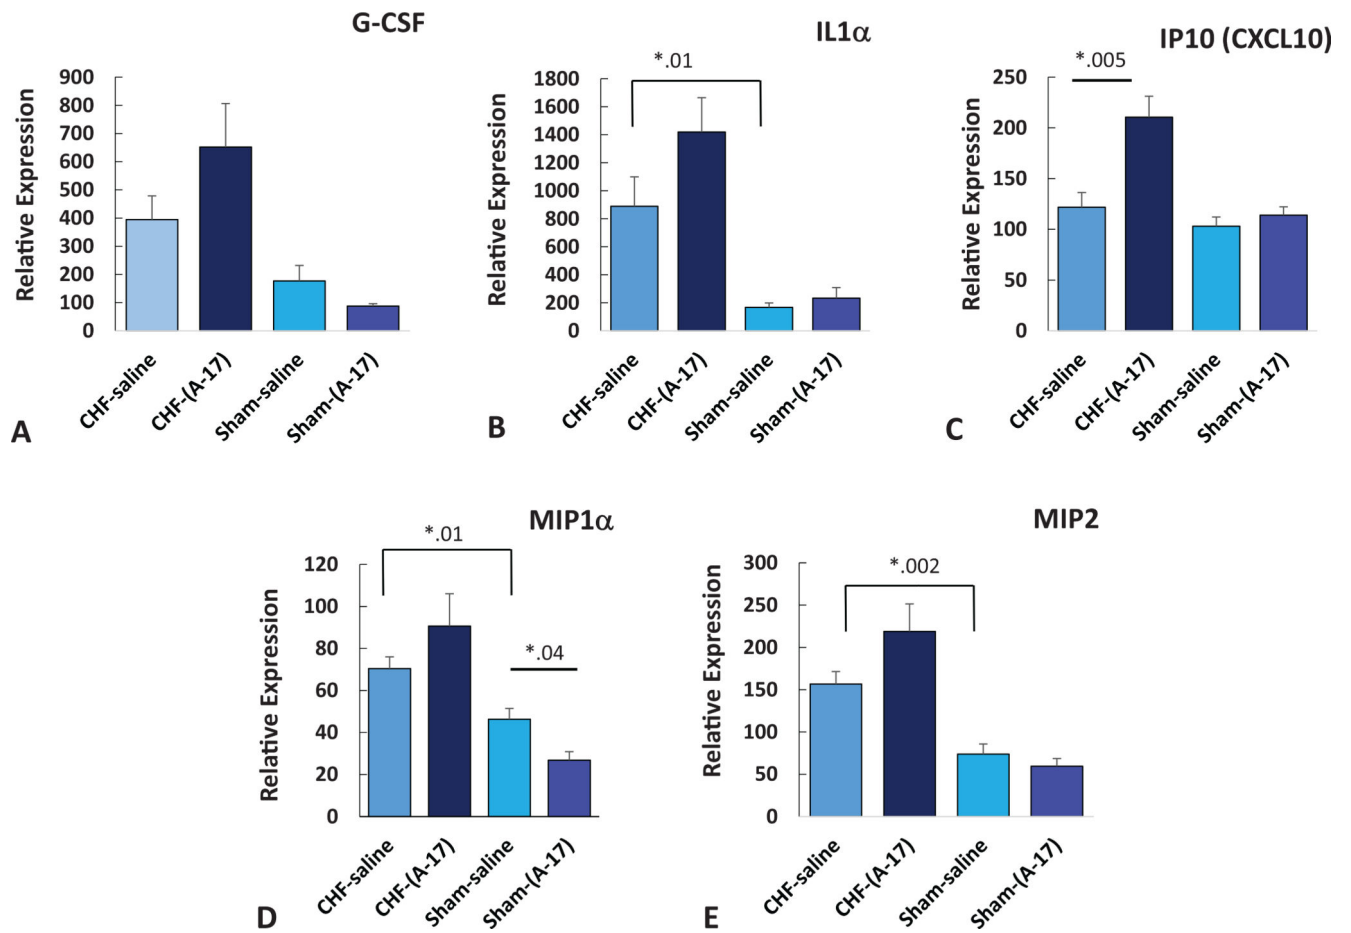 G-CSF
Relative Expression
900
800
700
600
500
400
300
200
100
0
CHF-saline
CHF-(A-17)
Sham-saline
Sham-(A-17)
A
IL1α
*.01
Relative Expression
1800
1600
1400
1200
1000
800
600
400
200
0
CHF-saline
CHF-(A-17)
Sham-saline
Sham-(A-17)
B
IP10 (CXCL10)
*.005
Relative Expression
250
200
150
100
50
0
CHF-saline
CHF-(A-17)
Sham-saline
Sham-(A-17)
C
MIP1α
*.01
*.04
Relative Expression
120
100
80
60
40
20
0
CHF-saline
CHF-(A-17)
Sham-saline
Sham-(A-17)
D
MIP2
*.002
Relative Expression
300
250
200
150
100
50
0
CHF-saline
CHF-(A-17)
Sham-saline
Sham-(A-17)
E